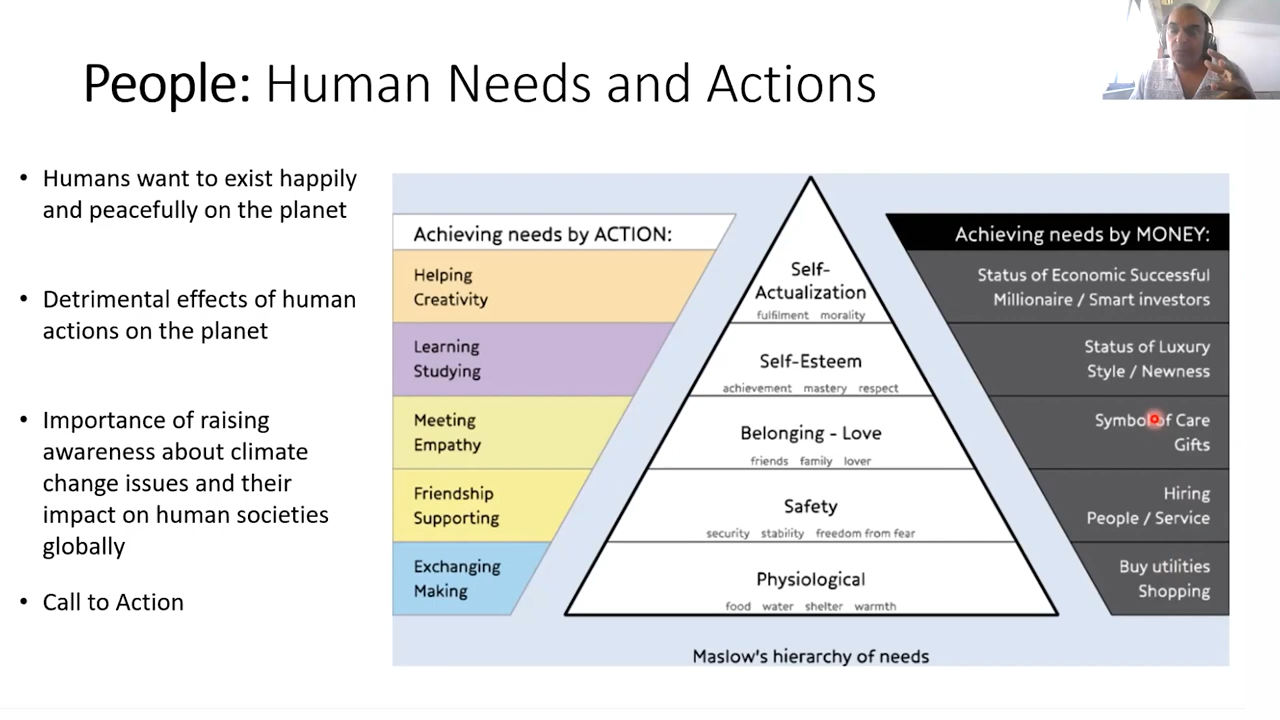 People: Human Needs and Actions
• Humans want to exist happily
and peacefully on the planet
• Detrimental effects of human
actions on the planet
• Importance of raising
awareness about climate
change issues and their
impact on human societies
globally
• Call to Action
Achieving needs by ACTION:
Helping
Creativity
Learning
Studying
Meeting
Empathy
Friendship
Supporting
Exchanging
Making
Self-
Actualization
fulfilment morality
Self-Esteem
achievement mastery respect
Belonging - Love
friends family lover
Safety
security stability freedom from fear
Physiological
food water shelter warmth
Achieving needs by MONEY:
Status of Economic Successful
Millionaire / Smart investors
Status of Luxury
Style / Newness
Symbol of Care
Gifts
Hiring
People / Service
Buy utilities
Shopping
Maslow's hierarchy of needs